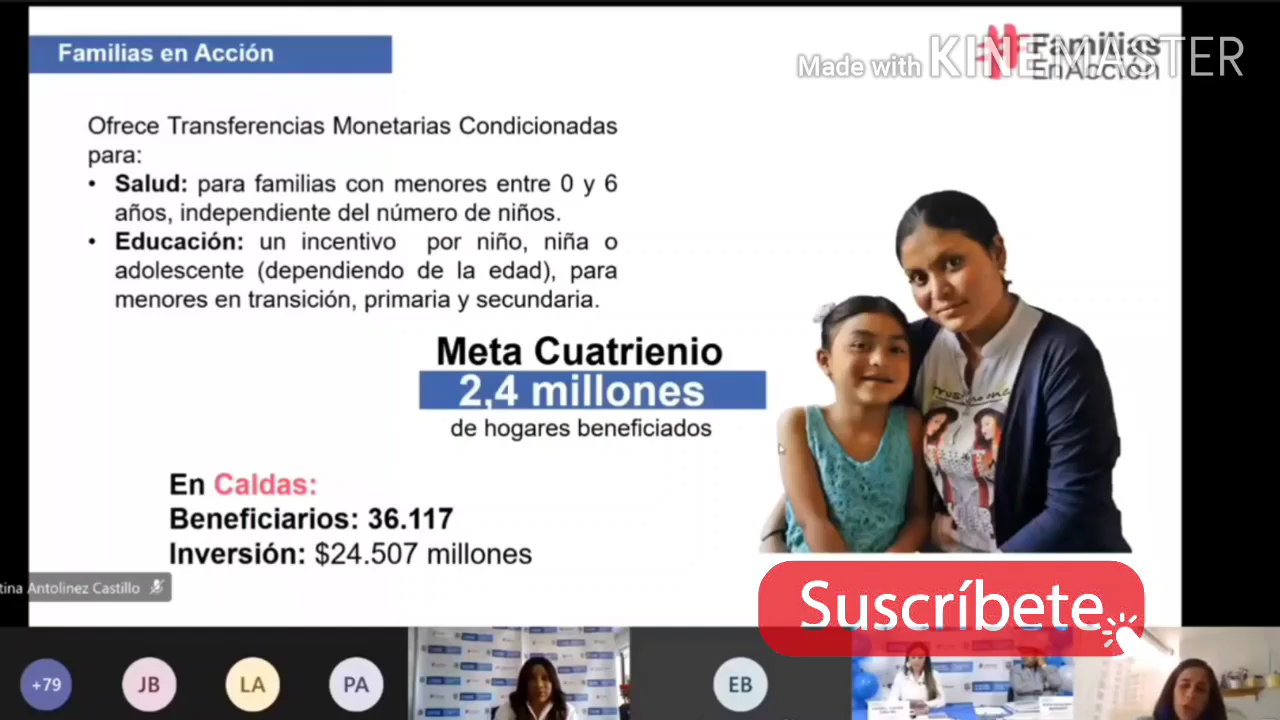 Familias en Acción
Made with KINEMASTER
Familias
EnAcción
Ofrece Transferencias Monetarias Condicionadas
para:
• Salud: para familias con menores entre 0 y 6
años, independiente del número de niños.
• Educación: un incentivo por niño, niña o
adolescente (dependiendo de la edad), para
menores en transición, primaria y secundaria.
Meta Cuatrienio
2,4 millones
de hogares beneficiados
En Caldas:
Beneficiarios: 36.117
Inversión: $24.507 millones
tina Antolinez Castillo
Suscríbete
+79
JB
LA
PA
EB